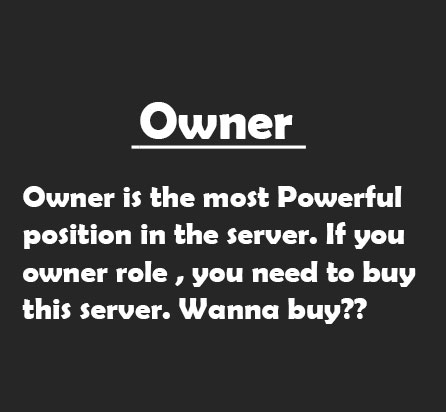 Owner
Owner is the most Powerful
position in the server. If you
owner role , you need to buy
this server. Wanna buy??